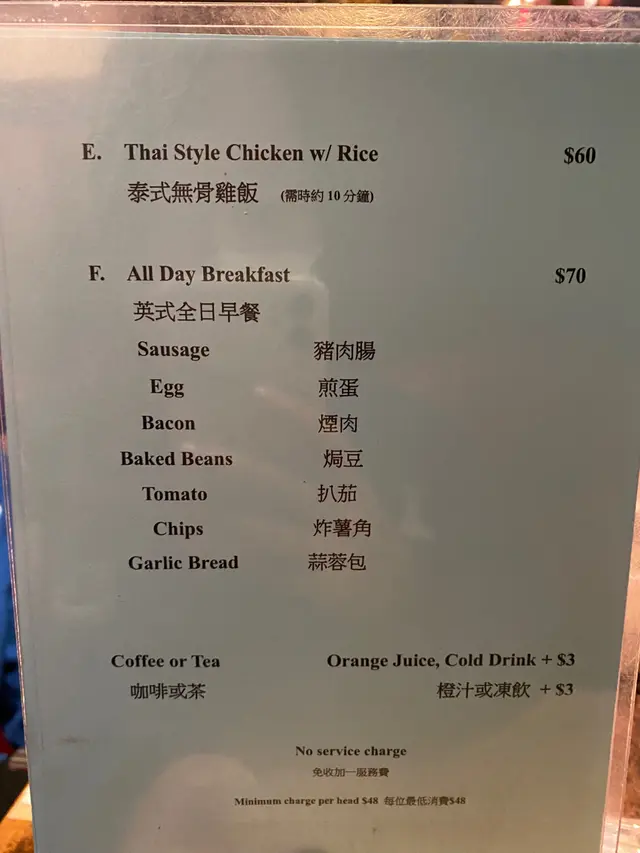 E. Thai Style Chicken w/ Rice $60
泰式無骨雞飯 (需時約 10 分鐘)
F. All Day Breakfast $70
英式全日早餐
Sausage 豬肉腸
Egg 煎蛋
Bacon 煙肉
Baked Beans 焗豆
Tomato 扒茄
Chips 炸薯角
Garlic Bread 蒜蓉包
Coffee or Tea Orange Juice, Cold Drink + $3
咖啡或茶 橙汁或凍飲 + $3
No service charge
免收加一服務費
Minimum charge per head $48 每位最低消費$48